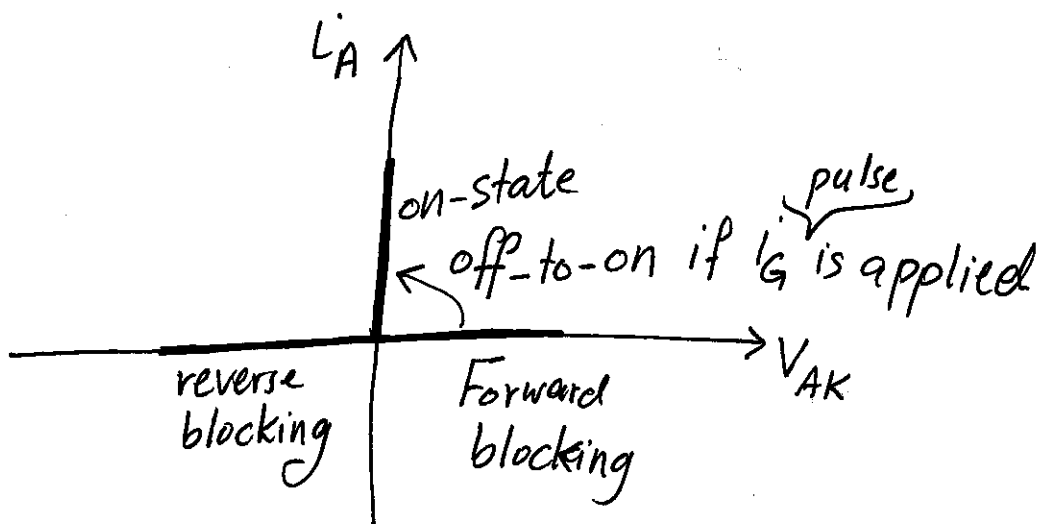 i_A
on-state
pulse
off-to-on if i_G is applied
V_AK
reverse
blocking
Forward
blocking